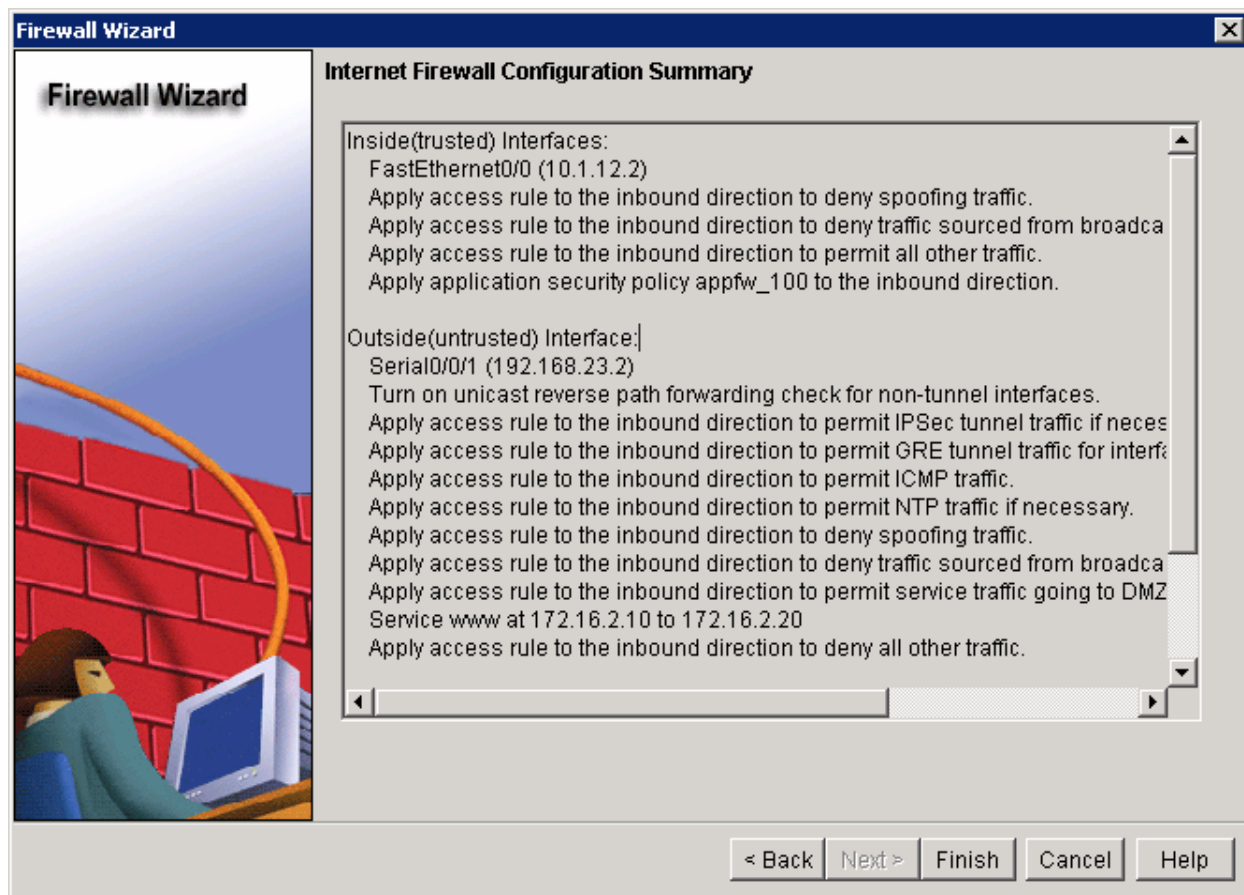 Firewall Wizard
Firewall Wizard
Internet Firewall Configuration Summary
Inside(trusted) Interfaces:
FastEthernet0/0 (10.1.12.2)
Apply access rule to the inbound direction to deny spoofing traffic.
Apply access rule to the inbound direction to deny traffic sourced from broadca
Apply access rule to the inbound direction to permit all other traffic.
Apply application security policy appfw_100 to the inbound direction.
Outside(untrusted) Interface:
Serial0/0/1 (192.168.23.2)
Turn on unicast reverse path forwarding check for non-tunnel interfaces.
Apply access rule to the inbound direction to permit IPSec tunnel traffic if neces
Apply access rule to the inbound direction to permit GRE tunnel traffic for interfa
Apply access rule to the inbound direction to permit ICMP traffic.
Apply access rule to the inbound direction to permit NTP traffic if necessary.
Apply access rule to the inbound direction to deny spoofing traffic.
Apply access rule to the inbound direction to deny traffic sourced from broadca
Apply access rule to the inbound direction to permit service traffic going to DMZ
Service www at 172.16.2.10 to 172.16.2.20
Apply access rule to the inbound direction to deny all other traffic.
< Back Next > Finish Cancel Help